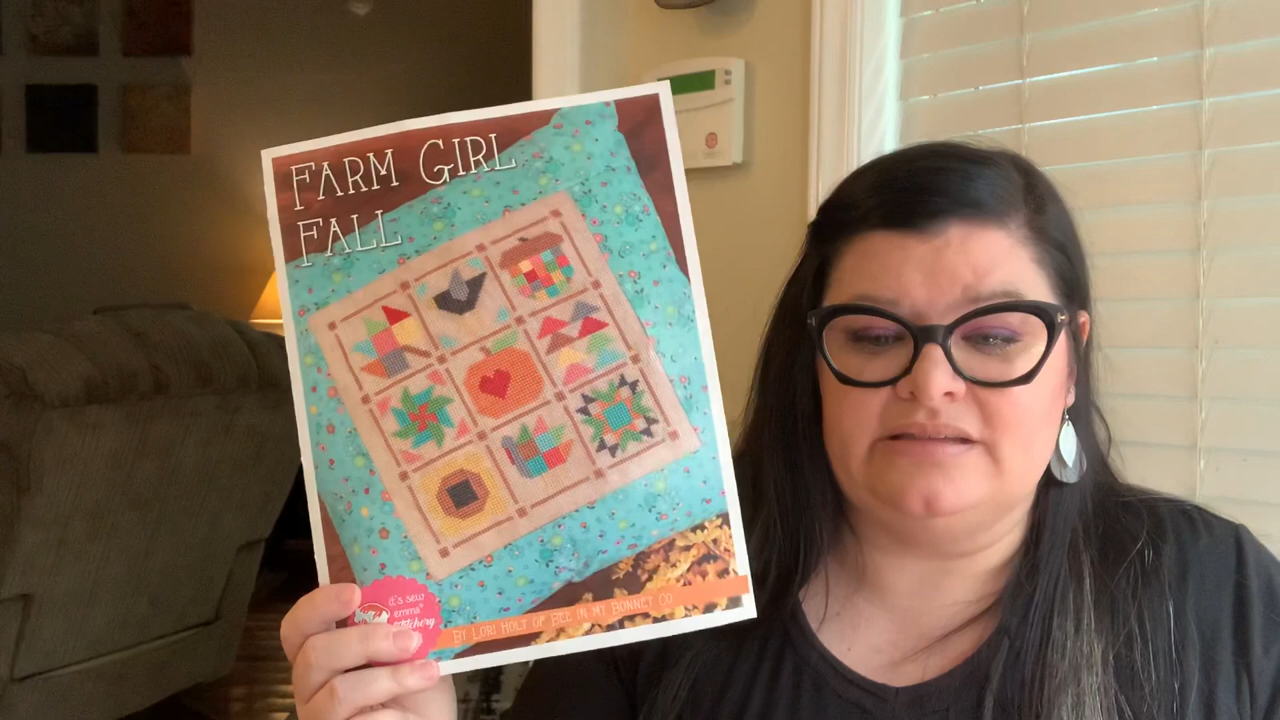 FARM GIRL
FALL
it's sew
emma®
stitchery
BY LORI HOLT OF BEE IN MY BONNET CO